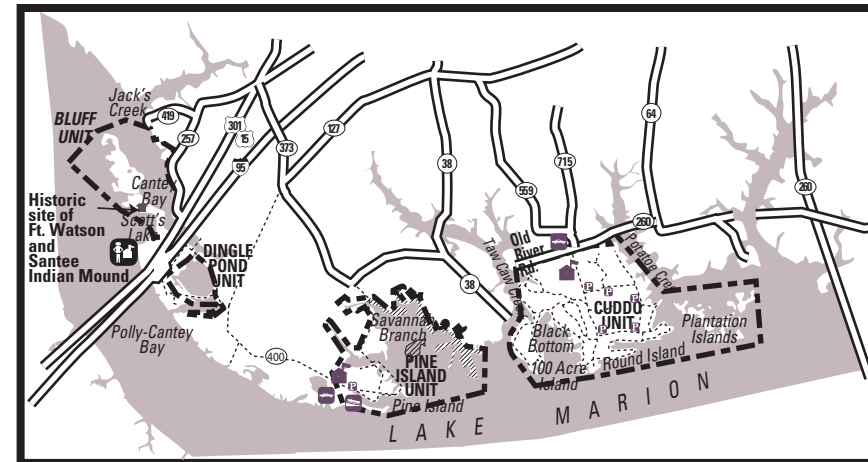 Jack's
Creek
BLUFF
UNIT
419
257
301
15
95
373
127
38
559
715
64
260
Cantey
Bay
Historic
site of
Ft. Watson
and
Santee
Indian Mound
Scott's
Lake
DINGLE
POND
UNIT
Polly-Cantey
Bay
400
38
Savannah
Branch
PINE
ISLAND
UNIT
Pine Island
P
Taw Caw Creek
Old
River
Rd.
260
Potatoe Creek
P
P
P
CUDDO
UNIT
P
P
Black
Bottom
100 Acre
Island
Round Island
Plantation
Islands
LAKE MARION